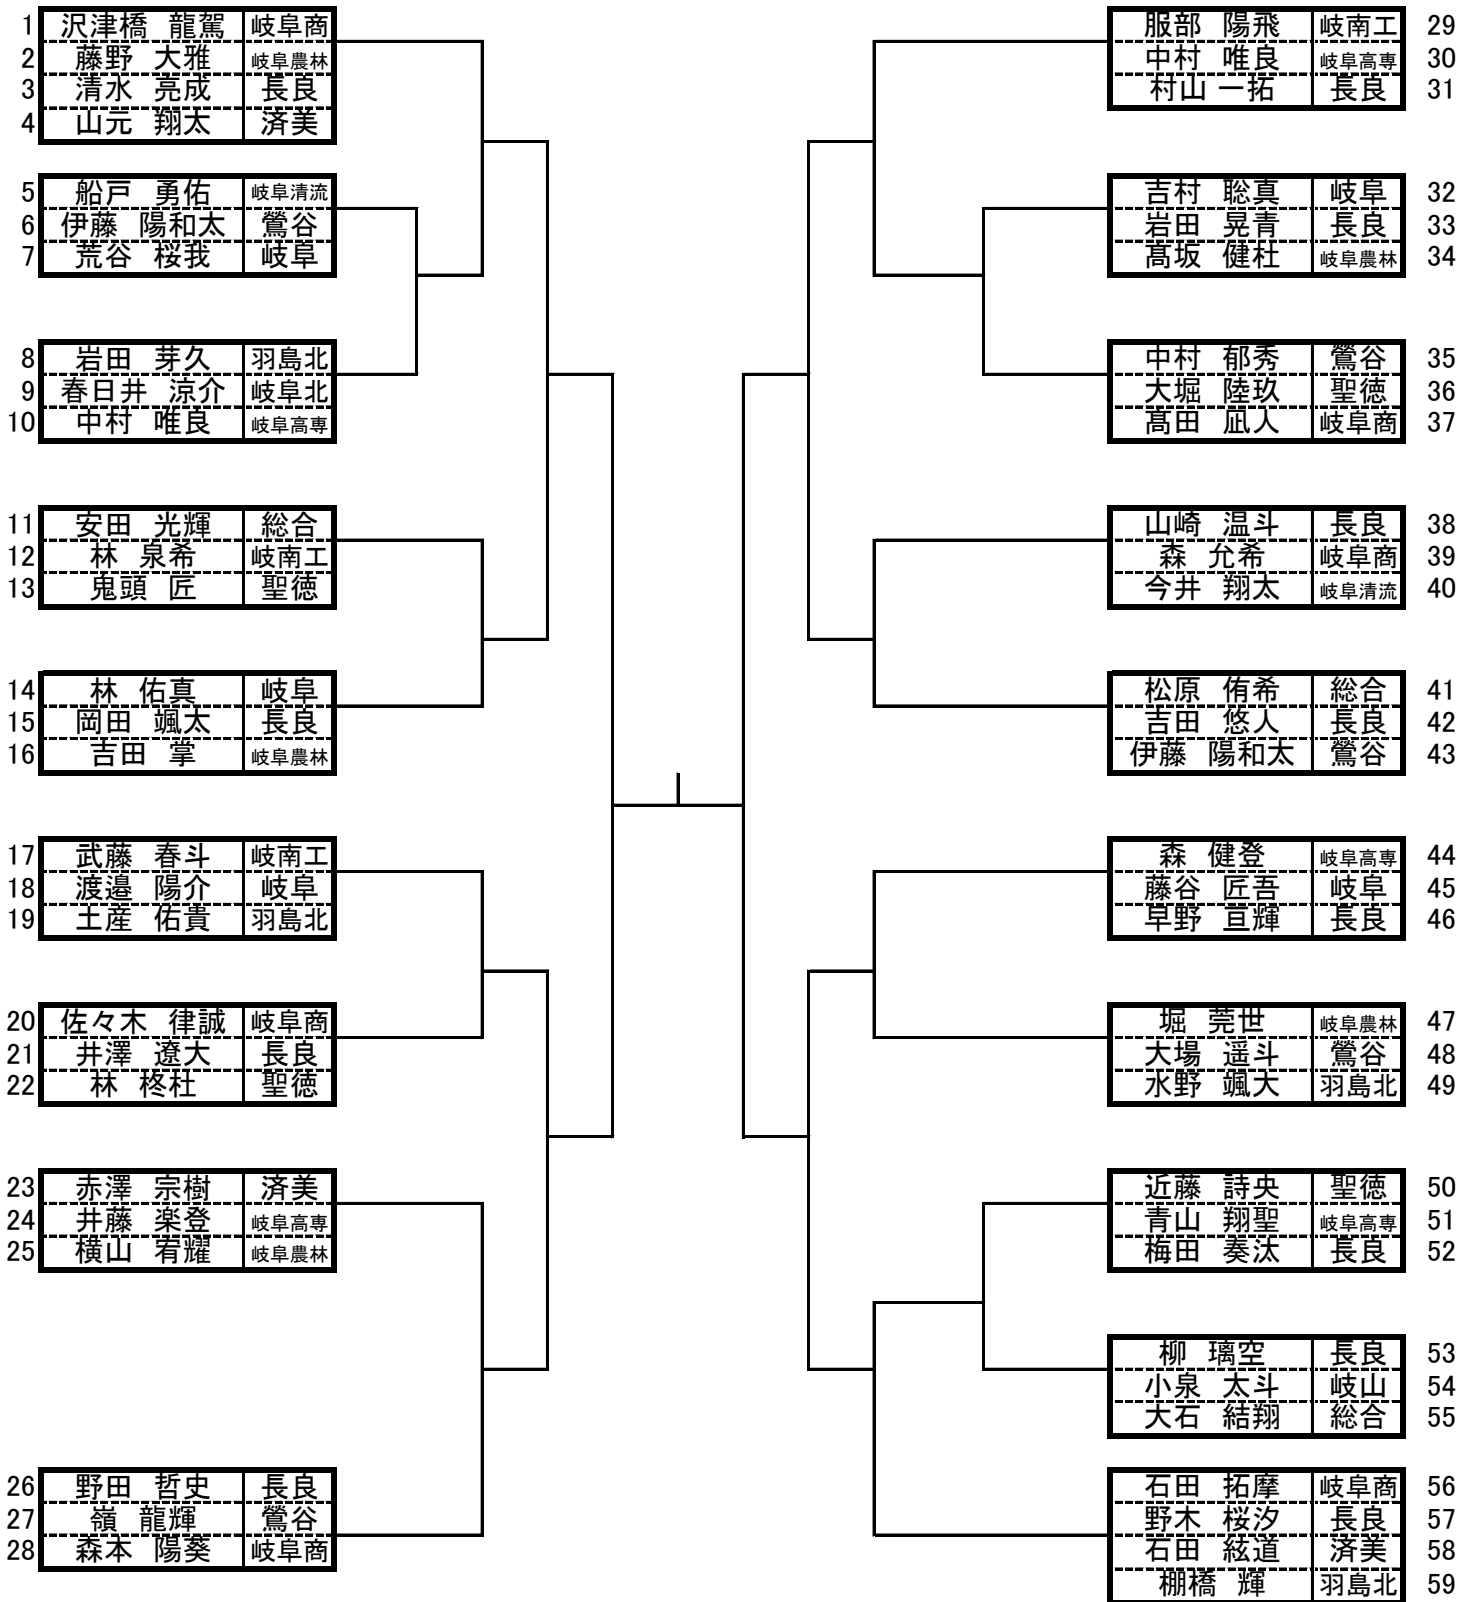 1 沢津橋 龍駕 岐阜商
2 藤野 大雅 岐阜農林
3 清水 亮成 長良
4 山元 翔太 済美
5 船戸 勇佑 岐阜清流
6 伊藤 陽和太 鶯谷
7 荒谷 桜我 岐阜
8 岩田 芽久 羽島北
9 春日井 涼介 岐阜北
10 中村 唯良 岐阜高専
11 安田 光輝 総合
12 林 泉希 岐南工
13 鬼頭 匠 聖徳
14 林 佑真 岐阜
15 岡田 颯太 長良
16 吉田 掌 岐阜農林
17 武藤 春斗 岐南工
18 渡邉 陽介 岐阜
19 土産 佑貴 羽島北
20 佐々木 律誠 岐阜商
21 井澤 遼大 長良
22 林 柊杜 聖徳
23 赤澤 宗樹 済美
24 井藤 楽登 岐阜高専
25 横山 宥耀 岐阜農林
26 野田 哲史 長良
27 嶺 龍輝 鶯谷
28 森本 陽葵 岐阜商
服部 陽飛 岐南工 29
中村 唯良 岐阜高専 30
村山 一拓 長良 31
吉村 聡真 岐阜 32
岩田 晃青 長良 33
髙坂 健杜 岐阜農林 34
中村 郁秀 鶯谷 35
大堀 陸玖 聖徳 36
髙田 凪人 岐阜商 37
山崎 温斗 長良 38
森 允希 岐阜商 39
今井 翔太 岐阜清流 40
松原 侑希 総合 41
吉田 悠人 長良 42
伊藤 陽和太 鶯谷 43
森 健登 岐阜高専 44
藤谷 匠吾 岐阜 45
早野 亘輝 長良 46
堀 莞世 岐阜農林 47
大場 遥斗 鶯谷 48
水野 颯大 羽島北 49
近藤 詩央 聖徳 50
青山 翔聖 岐阜高専 51
梅田 奏汰 長良 52
柳 璃空 長良 53
小泉 太斗 岐山 54
大石 結翔 総合 55
石田 拓摩 岐阜商 56
野木 桜汐 長良 57
石田 絃道 済美 58
棚橋 輝 羽島北 59